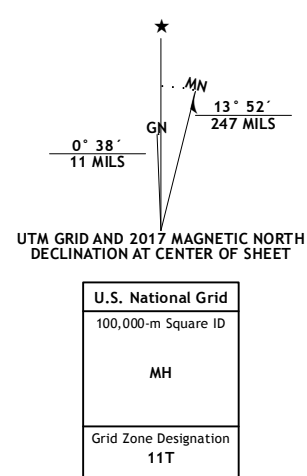 ★
MN
GN
13° 52´
247 MILS
0° 38´
11 MILS
UTM GRID AND 2017 MAGNETIC NORTH
DECLINATION AT CENTER OF SHEET
U.S. National Grid
100,000-m Square ID
MH
Grid Zone Designation
11T